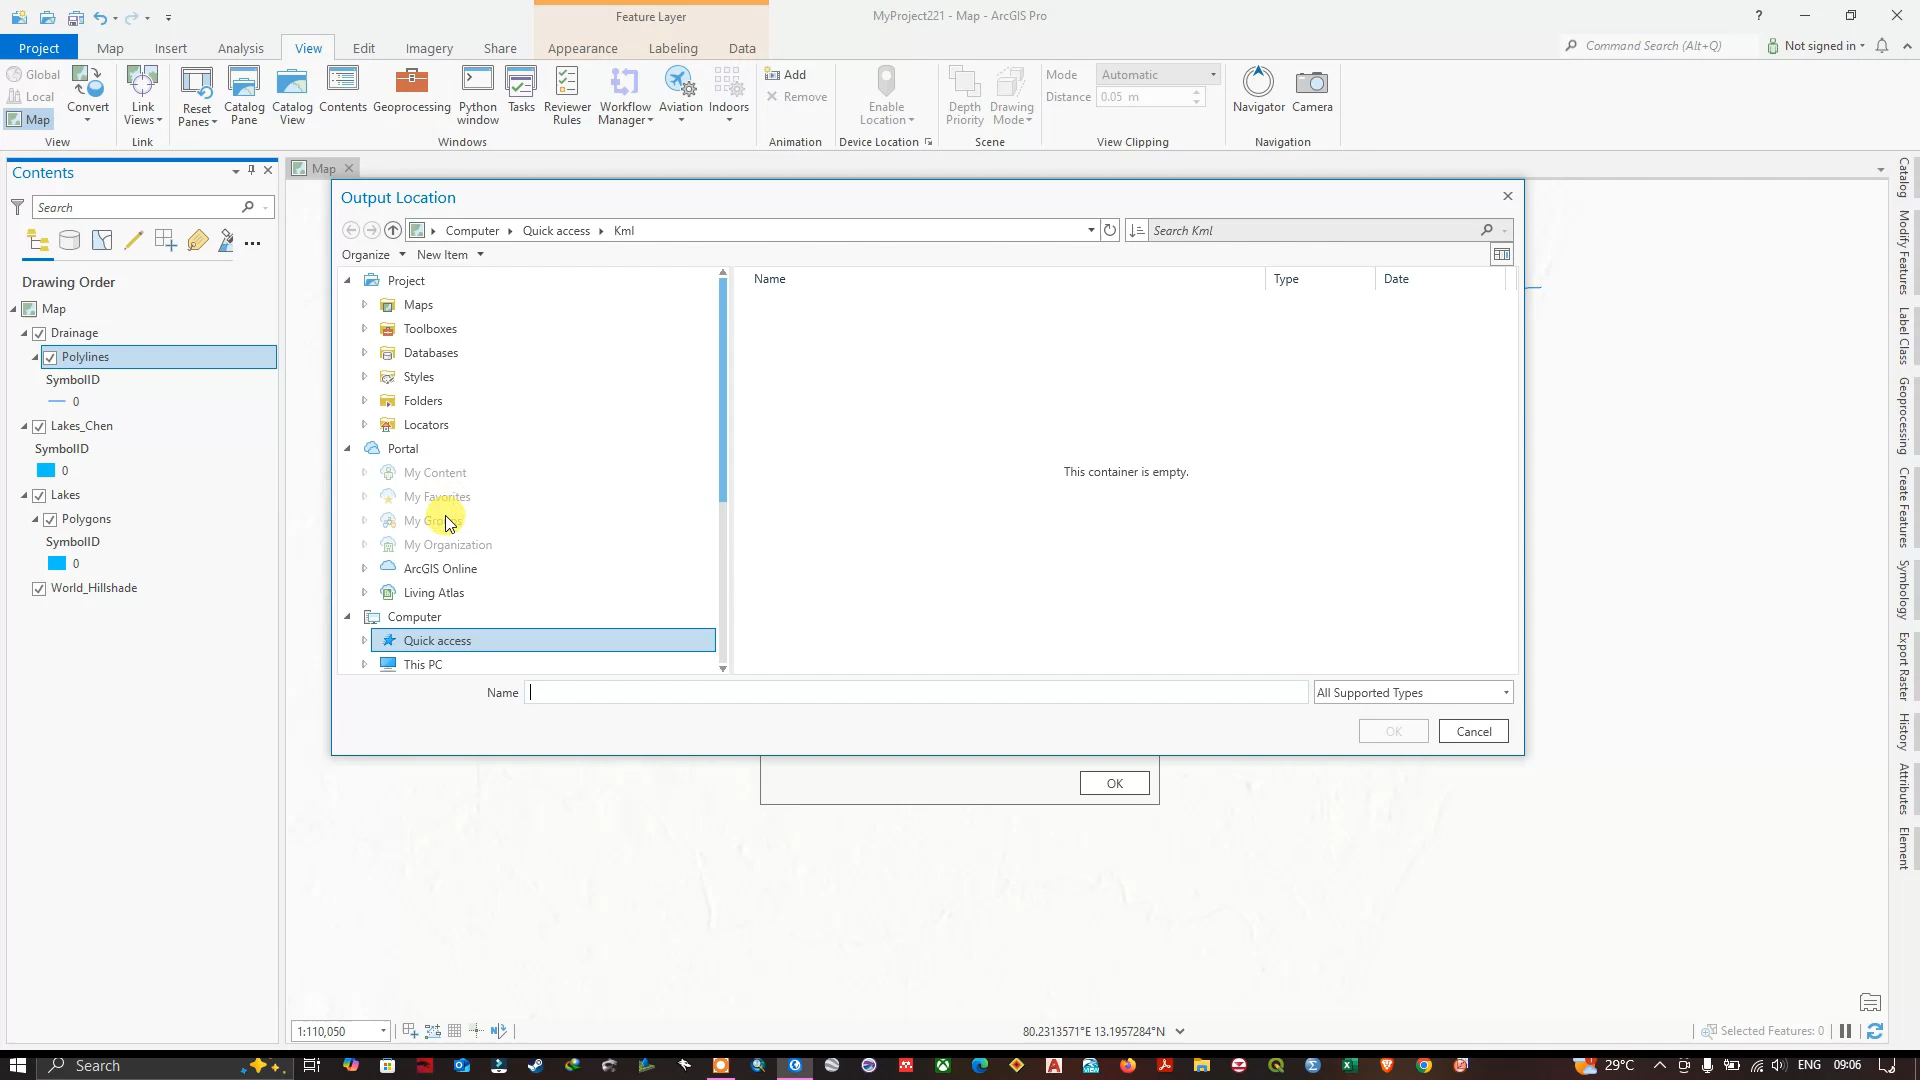 Feature Layer
MyProject221 - Map - ArcGIS Pro
?
Project
Map
Insert
Analysis
View
Edit
Imagery
Share
Appearance
Labeling
Data
Command Search (Alt+Q)
Not signed in
Global
Local
Map
Convert
Link Views
Reset Panes
Catalog Pane
Catalog View
Contents
Geoprocessing
Python window
Tasks
Reviewer Rules
Workflow Manager
Aviation
Indoors
Add
Remove
Enable Location
Depth Priority
Drawing Mode
Mode
Automatic
Distance
0.05 m
Navigator
Camera
View
Link
Windows
Animation
Device Location
Scene
View Clipping
Navigation
Contents
Search
Drawing Order
Map
Drainage
Polylines
SymbolID
0
Lakes_Chen
SymbolID
0
Lakes
Polygons
SymbolID
0
World_Hillshade
Map
Output Location
Computer
Quick access
Kml
Search Kml
Organize
New Item
Project
Maps
Toolboxes
Databases
Styles
Folders
Locators
Portal
My Content
My Favorites
My Groups
My Organization
ArcGIS Online
Living Atlas
Computer
Quick access
This PC
Name
Type
Date
This container is empty.
Name
All Supported Types
OK
Cancel
OK
Catalog
Modify Features
Label Class
Geoprocessing
Create Features
Symbology
Export Raster
History
Attributes
Element
1:110,050
80.2313571°E 13.1957284°N
Selected Features: 0
Search
29°C
ENG
09:06